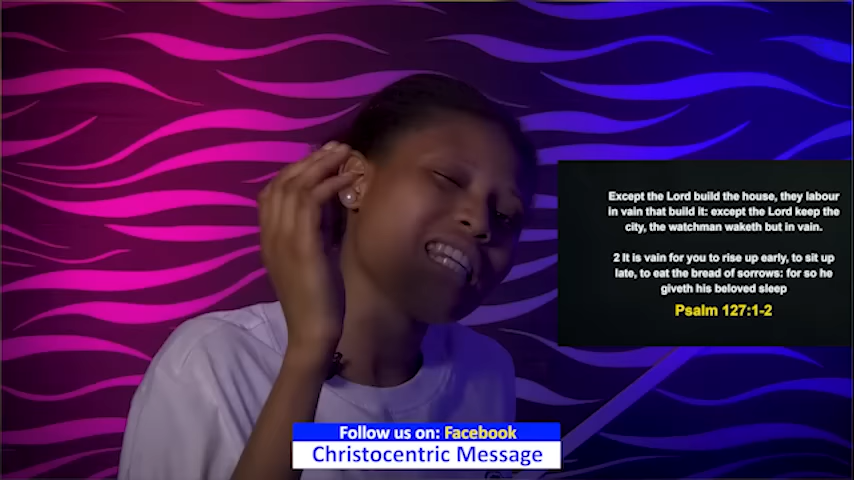 Except the Lord build the house, they labour
in vain that build it: except the Lord keep the
city, the watchman waketh but in vain.
2 It is vain for you to rise up early, to sit up
late, to eat the bread of sorrows: for so he
giveth his beloved sleep
Psalm 127:1-2
Follow us on: Facebook
Christocentric Message